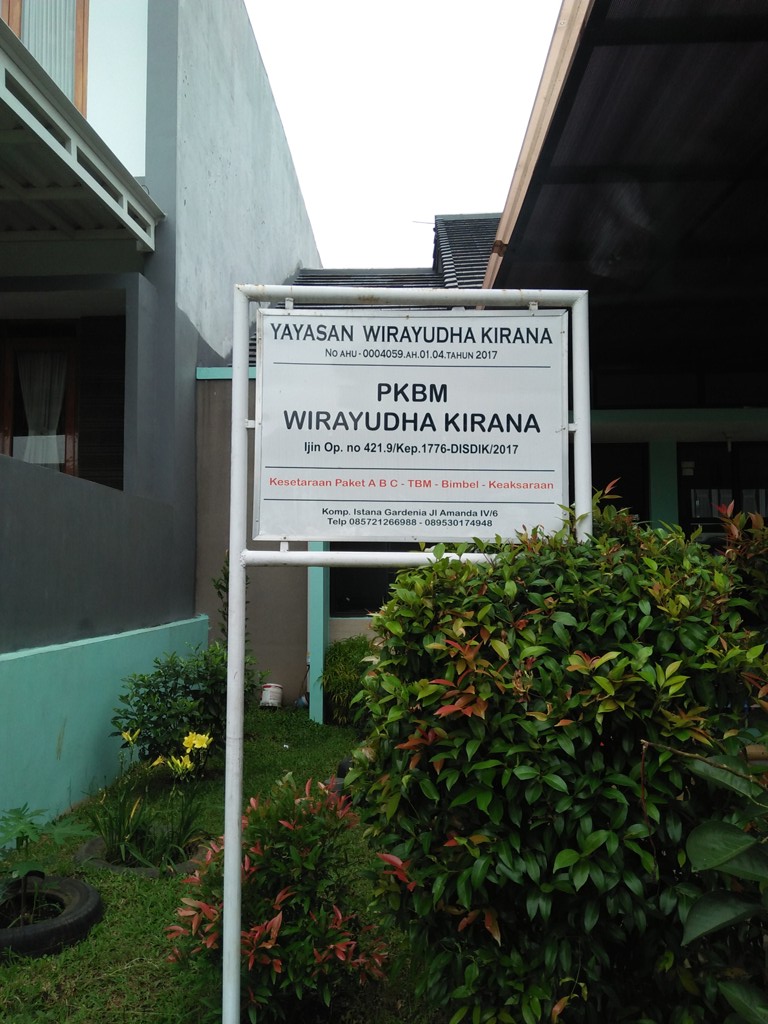 YAYASAN WIRAYUDHA KIRANA
No AHU - 0004059.AH.01.04.TAHUN 2017
PKBM
WIRAYUDHA KIRANA
Ijin Op. no 421.9/Kep.1776-DISDIK/2017
Kesetaraan Paket A B C - TBM - Bimbel - Keaksaraan
Komp. Istana Gardenia Jl Amanda IV/6
Telp 085721266988 - 089530174948